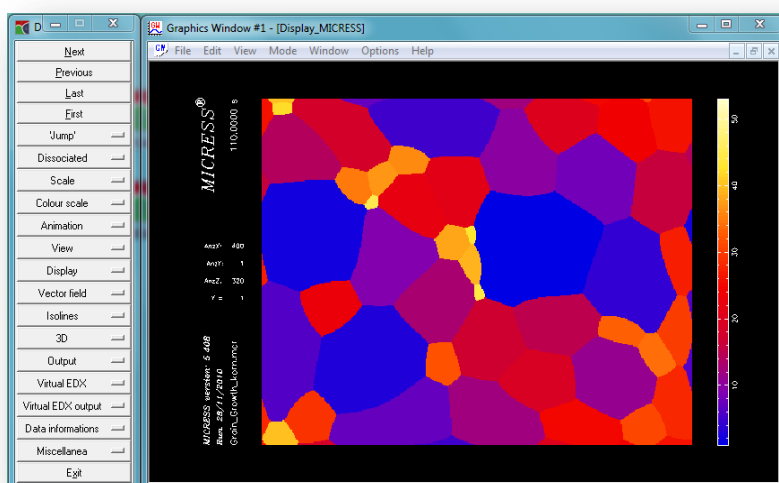 D
Next
Previous
Last
First
'Jump'
Dissociated
Scale
Colour scale
Animation
View
Display
Vector field
Isolines
3D
Output
Virtual EDX
Virtual EDX output
Data informations
Miscellanea
Exit
Graphics Window #1 - [Display_MICRESS]
File Edit View Mode Window Options Help
MICRESS®
110.0000 s
AnzX: 400
AnzY: 1
AnzZ: 320
Y = 1
MICRESS version: 5.408
Run: 25/11/2010
50
40
30
20
10